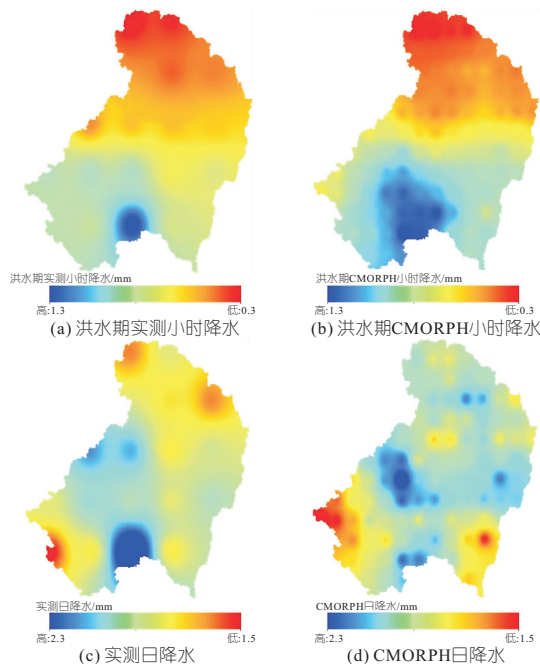 洪水期实测小时降水/mm
高:1.3 低:0.3
(a) 洪水期实测小时降水
洪水期CMORPH小时降水/mm
高:1.3 低:0.3
(b) 洪水期CMORPH小时降水
实测日降水/mm
高:2.3 低:1.5
(c) 实测日降水
CMORPH日降水/mm
高:2.3 低:1.5
(d) CMORPH日降水